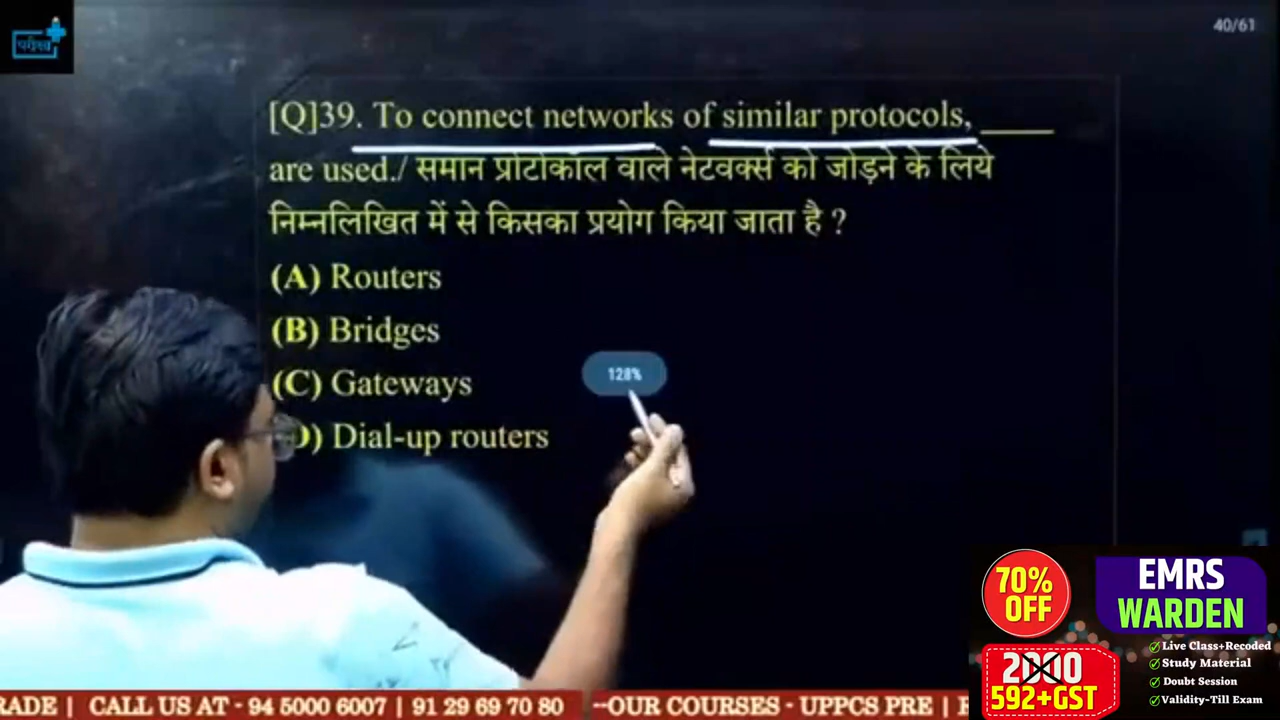 परीक्षा
40/61
[Q]39. To connect networks of similar protocols, ____
are used./ समान प्रोटोकॉल वाले नेटवर्क्स को जोड़ने के लिये
निम्नलिखित में से किसका प्रयोग किया जाता है ?
(A) Routers
(B) Bridges
128%
(C) Gateways
D) Dial-up routers
70%
OFF
EMRS
WARDEN
Live Class+Recoded
Study Material
Doubt Session
Validity-Till Exam
2000
592+GST
RADE | CALL US AT - 94 5000 6007 | 91 29 69 70 80 --OUR COURSES - UPPCS PRE |